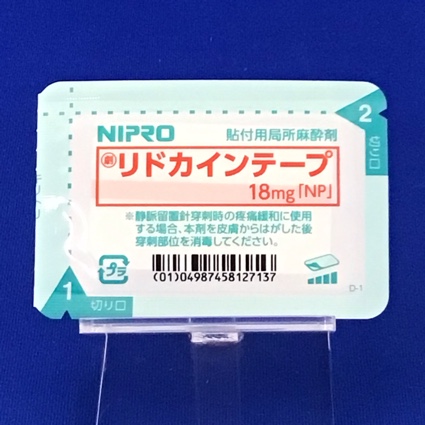 2
切り口
NIPRO
貼付用局所麻酔剤
劇 リドカインテープ
18mg「NP」
※静脈留置針穿刺時の疼痛緩和に使用
する場合、本剤を皮膚からはがした後
穿刺部位を消毒してください。
プラ
(01)04987458127137
1
切り口
D-1